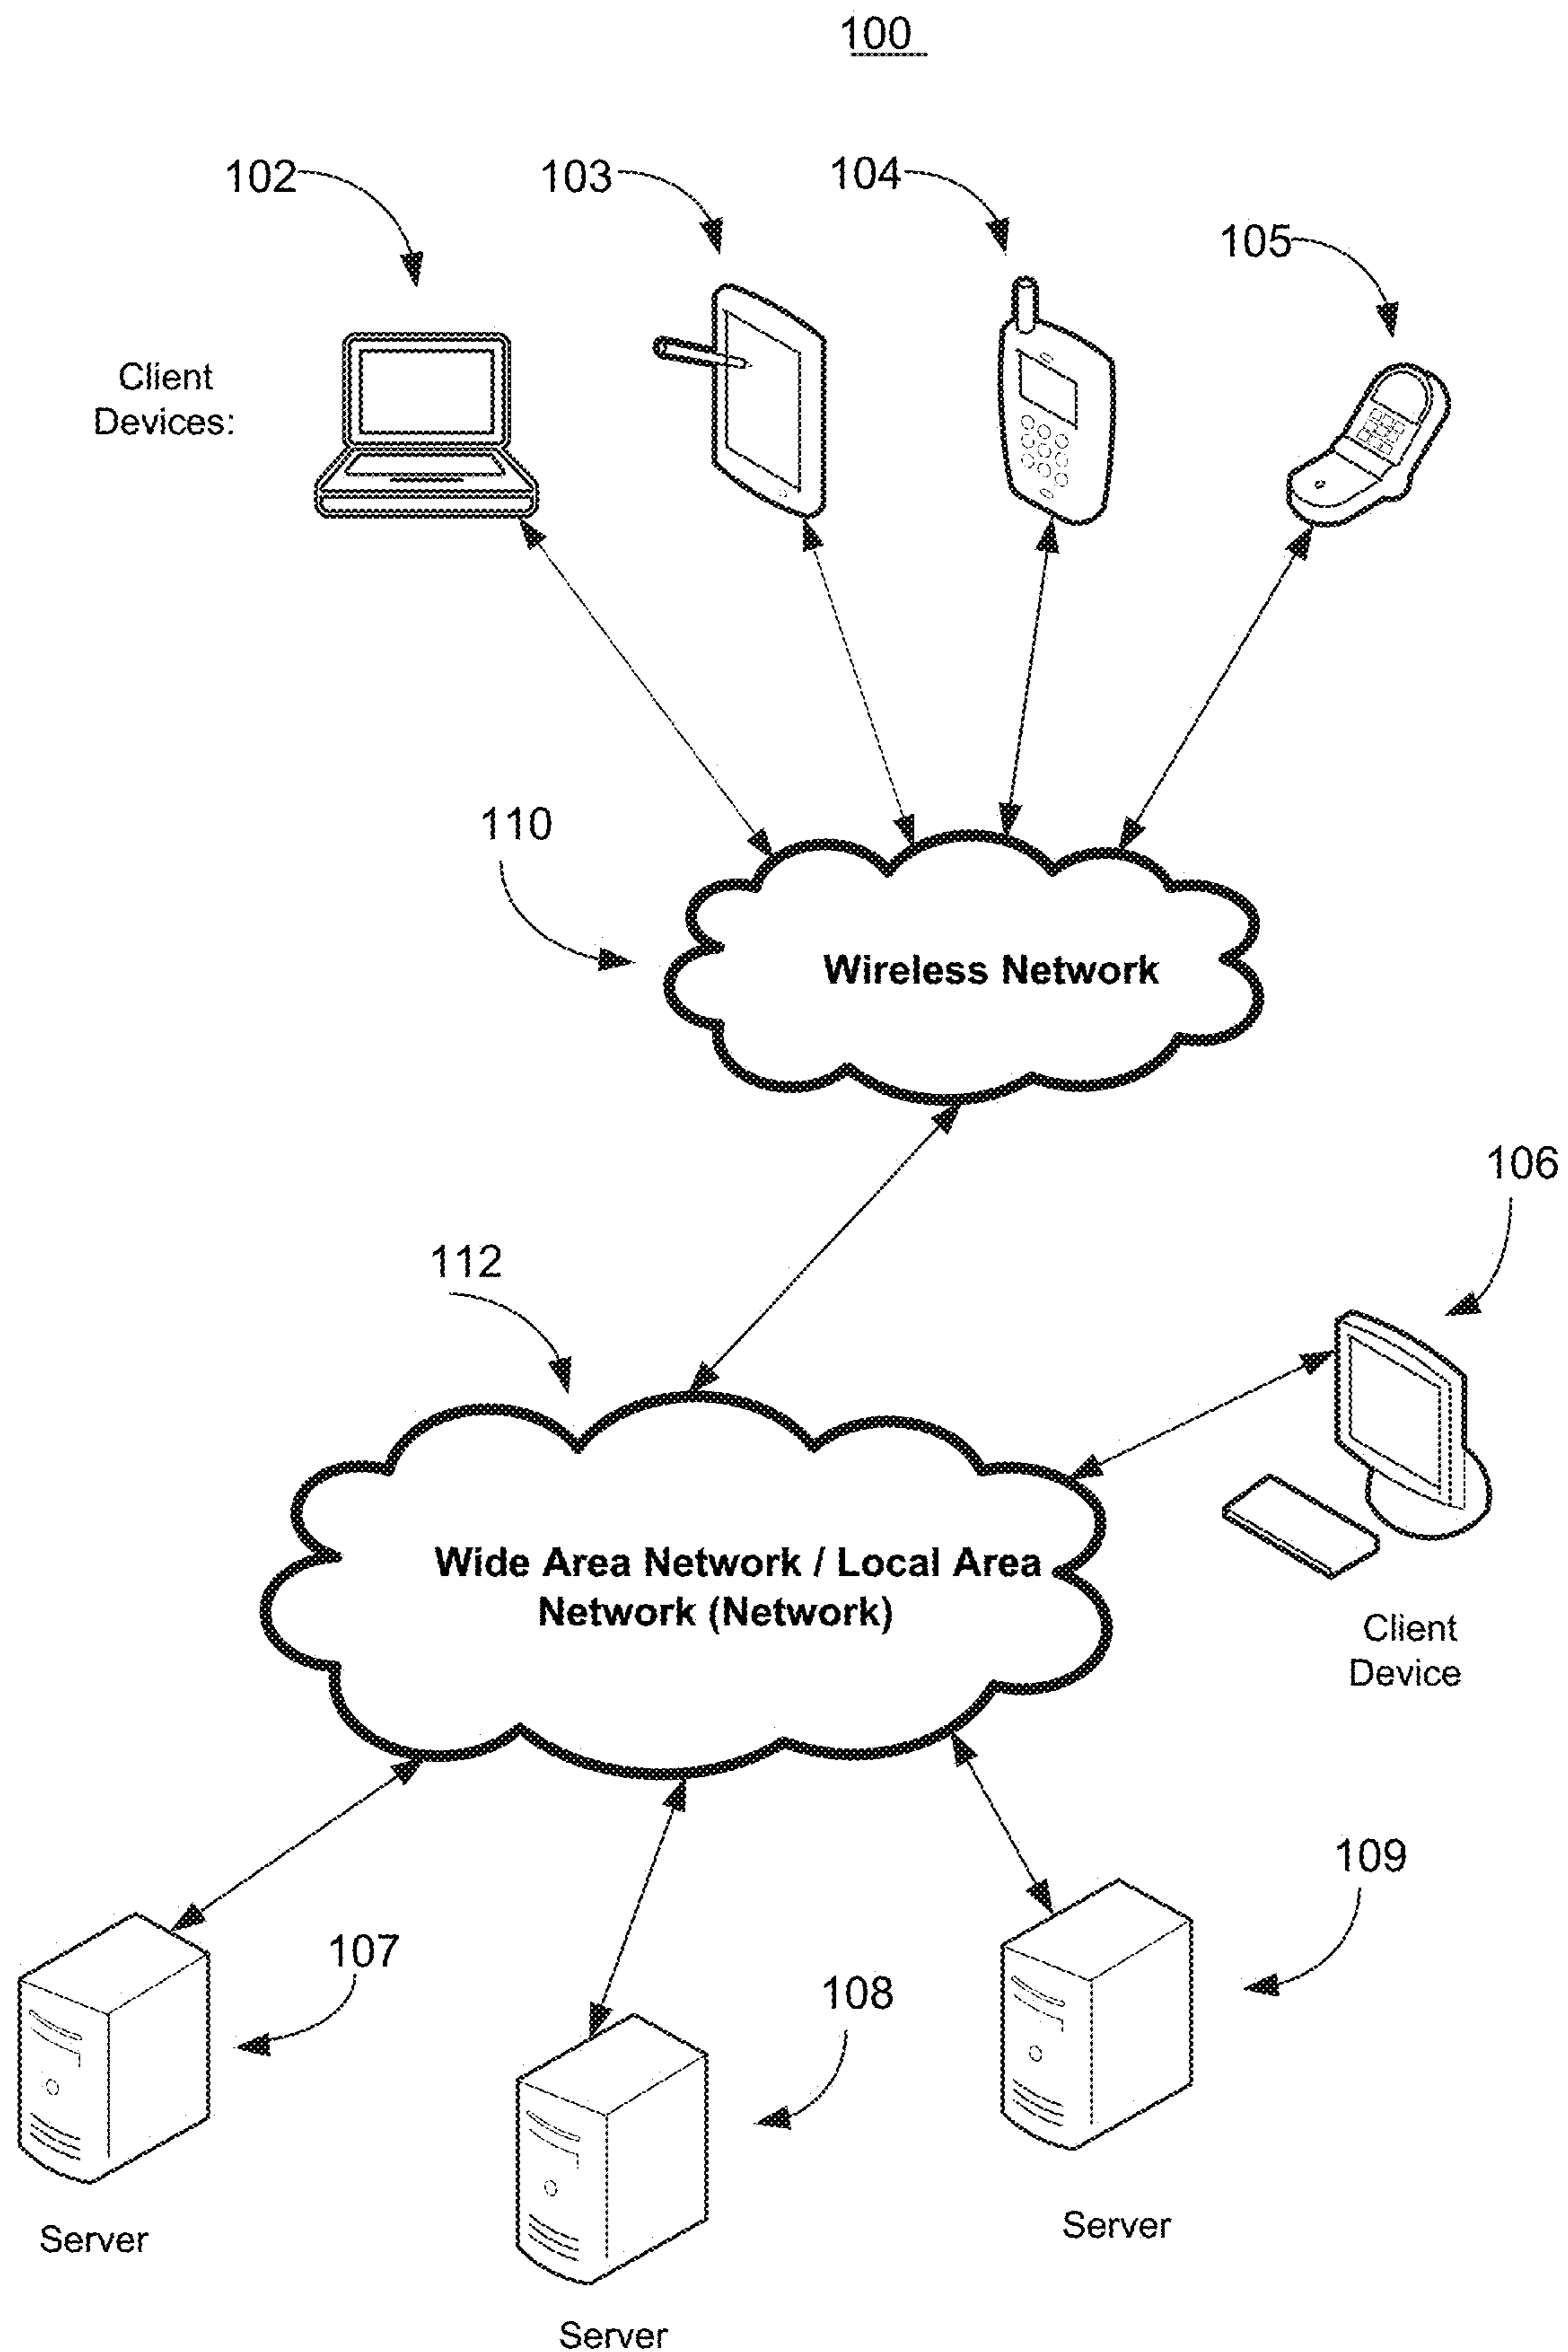 100
102
103
104
105
Client
Devices:
110
Wireless Network
106
112
Wide Area Network / Local Area
Network (Network)
Client
Device
109
107
108
Server
Server
Server